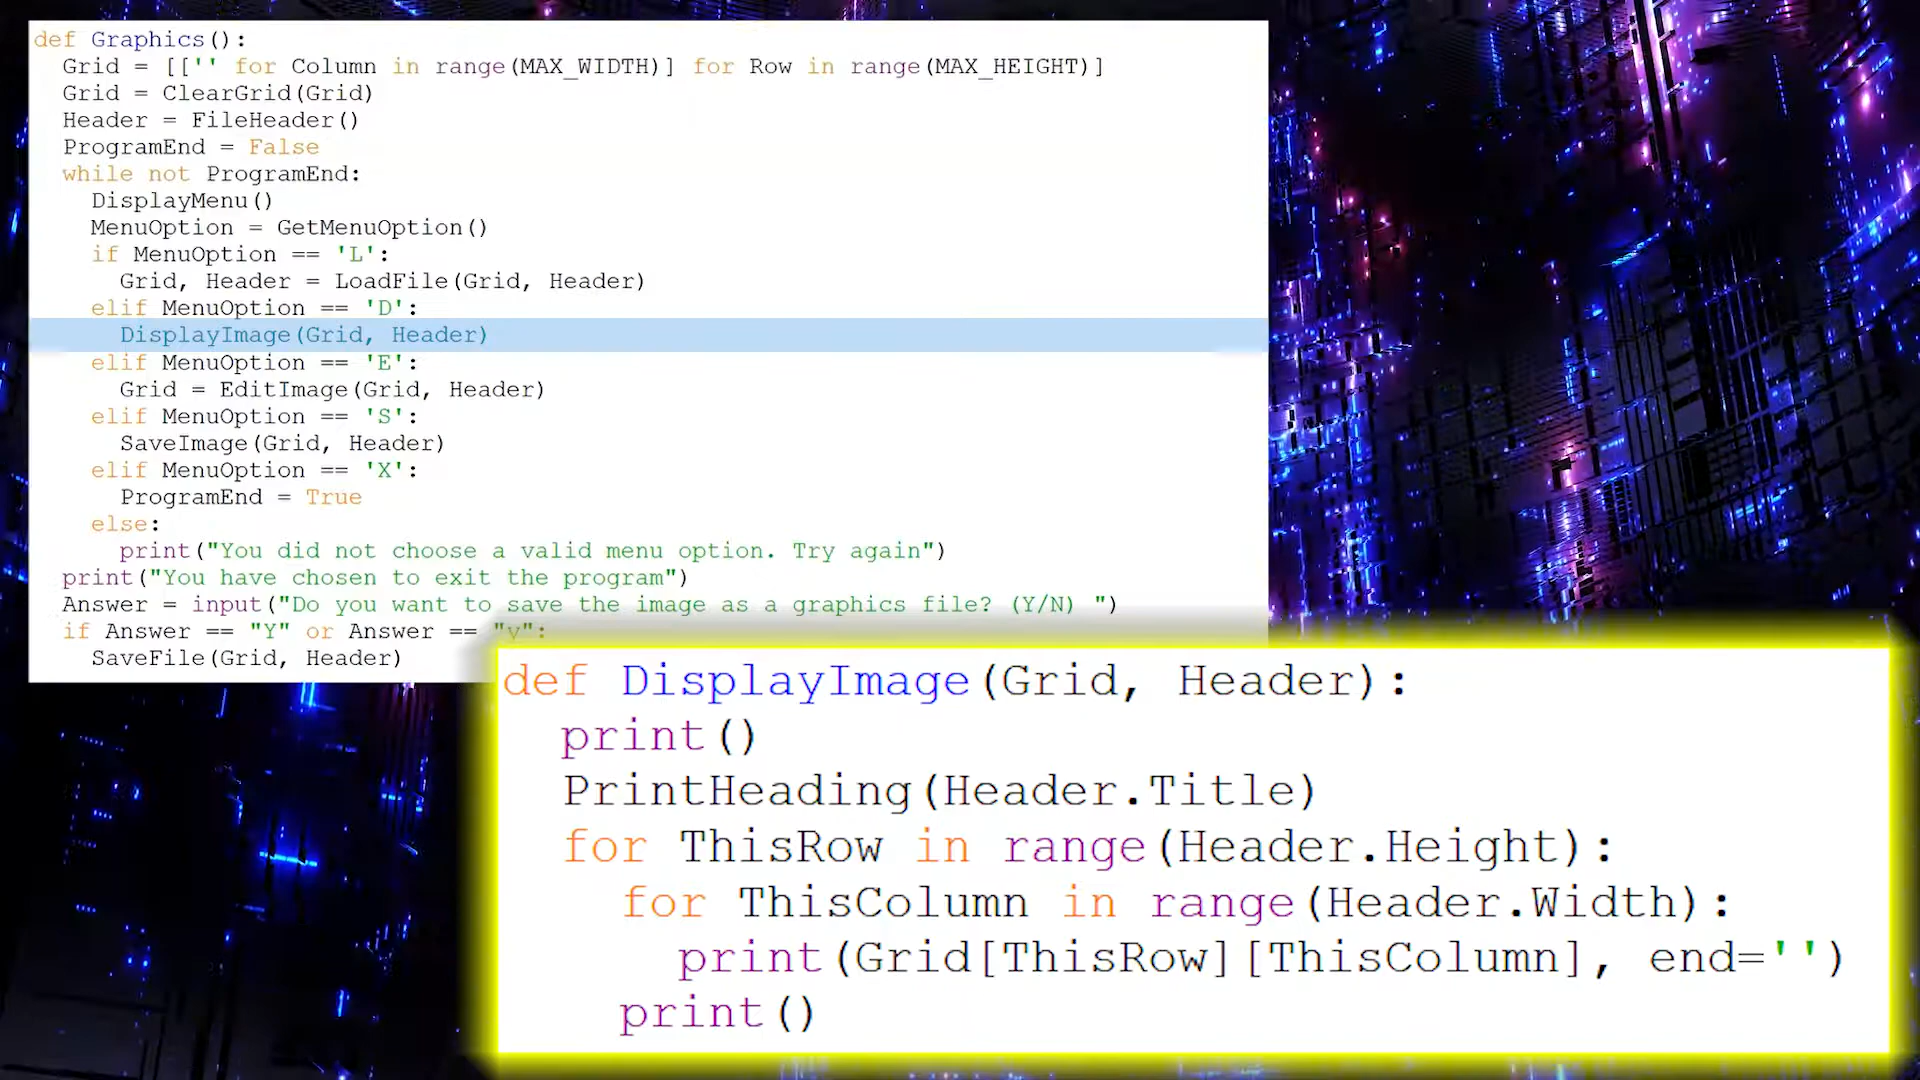 def Graphics():
  Grid = [['' for Column in range(MAX_WIDTH)] for Row in range(MAX_HEIGHT)]
  Grid = ClearGrid(Grid)
  Header = FileHeader()
  ProgramEnd = False
  while not ProgramEnd:
    DisplayMenu()
    MenuOption = GetMenuOption()
    if MenuOption == 'L':
      Grid, Header = LoadFile(Grid, Header)
    elif MenuOption == 'D':
      DisplayImage(Grid, Header)
    elif MenuOption == 'E':
      Grid = EditImage(Grid, Header)
    elif MenuOption == 'S':
      SaveImage(Grid, Header)
    elif MenuOption == 'X':
      ProgramEnd = True
    else:
      print("You did not choose a valid menu option. Try again")
  print("You have chosen to exit the program")
  Answer = input("Do you want to save the image as a graphics file? (Y/N) ")
  if Answer == "Y" or Answer == "y":
    SaveFile(Grid, Header)
def DisplayImage(Grid, Header):
  print()
  PrintHeading(Header.Title)
  for ThisRow in range(Header.Height):
    for ThisColumn in range(Header.Width):
      print(Grid[ThisRow][ThisColumn], end='')
    print()